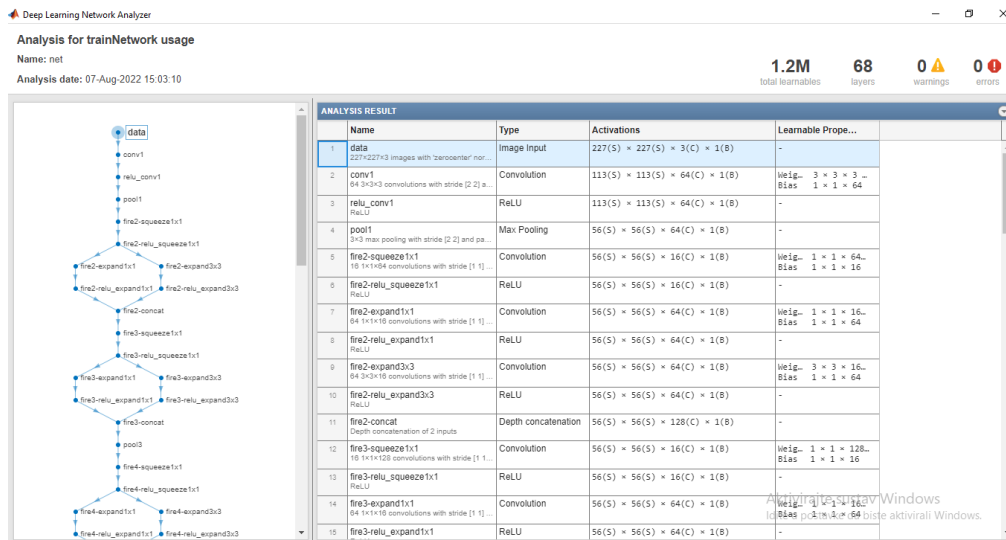 Deep Learning Network Analyzer
Analysis for trainNetwork usage
Name: net
Analysis date: 07-Aug-2022 15:03:10
1.2M
total learnables
68
layers
0
warnings
0
errors
data
conv1
relu_conv1
pool1
fire2-squeeze1x1
fire2-relu_squeeze1x1
fire2-expand1x1
fire2-expand3x3
fire2-relu_expand1x1
fire2-relu_expand3x3
fire2-concat
fire3-squeeze1x1
fire3-relu_squeeze1x1
fire3-expand1x1
fire3-expand3x3
fire3-relu_expand1x1
fire3-relu_expand3x3
fire3-concat
pool3
fire4-squeeze1x1
fire4-relu_squeeze1x1
fire4-expand1x1
fire4-expand3x3
fire4-relu_expand1x1
fire4-relu_expand3x3
ANALYSIS RESULT
Name Type Activations Learnable Prope...
1 data Image Input 227(S) × 227(S) × 3(C) × 1(B) -
227×227×3 images with 'zerocenter' nor...
2 conv1 Convolution 113(S) × 113(S) × 64(C) × 1(B) Weig… 3 × 3 × 3 …
64 3×3×3 convolutions with stride [2 2] a... Bias 1 × 1 × 64
3 relu_conv1 ReLU 113(S) × 113(S) × 64(C) × 1(B) -
ReLU
4 pool1 Max Pooling 56(S) × 56(S) × 64(C) × 1(B) -
3×3 max pooling with stride [2 2] and pa...
5 fire2-squeeze1x1 Convolution 56(S) × 56(S) × 16(C) × 1(B) Weig… 1 × 1 × 64…
16 1×1×64 convolutions with stride [1 1] ... Bias 1 × 1 × 16
6 fire2-relu_squeeze1x1 ReLU 56(S) × 56(S) × 16(C) × 1(B) -
ReLU
7 fire2-expand1x1 Convolution 56(S) × 56(S) × 64(C) × 1(B) Weig… 1 × 1 × 16…
64 1×1×16 convolutions with stride [1 1] ... Bias 1 × 1 × 64
8 fire2-relu_expand1x1 ReLU 56(S) × 56(S) × 64(C) × 1(B) -
ReLU
9 fire2-expand3x3 Convolution 56(S) × 56(S) × 64(C) × 1(B) Weig… 3 × 3 × 16…
64 3×3×16 convolutions with stride [1 1] ... Bias 1 × 1 × 64
10 fire2-relu_expand3x3 ReLU 56(S) × 56(S) × 64(C) × 1(B) -
ReLU
11 fire2-concat Depth concatenation 56(S) × 56(S) × 128(C) × 1(B) -
Depth concatenation of 2 inputs
12 fire3-squeeze1x1 Convolution 56(S) × 56(S) × 16(C) × 1(B) Weig… 1 × 1 × 128…
16 1×1×128 convolutions with stride [1 1... Bias 1 × 1 × 16
13 fire3-relu_squeeze1x1 ReLU 56(S) × 56(S) × 16(C) × 1(B) -
ReLU
14 fire3-expand1x1 Convolution 56(S) × 56(S) × 64(C) × 1(B) Weig… 1 × 1 × 16…
64 1×1×16 convolutions with stride [1 1] ... Bias 1 × 1 × 64
15 fire3-relu_expand1x1 ReLU 56(S) × 56(S) × 64(C) × 1(B) -
Aktivirajte sustav Windows
postavke da biste aktivirali Windows.